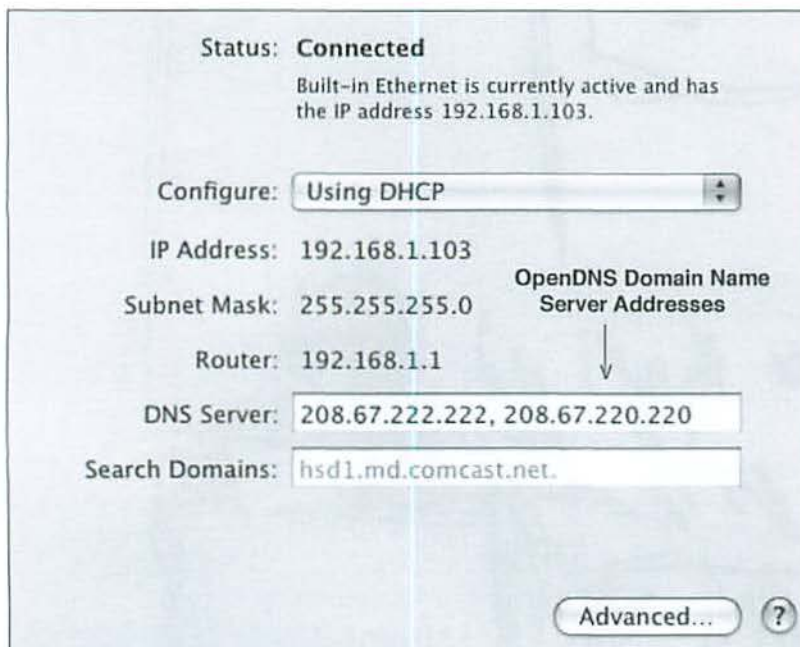 Status: Connected
Built-in Ethernet is currently active and has
the IP address 192.168.1.103.
Configure: Using DHCP
IP Address: 192.168.1.103
OpenDNS Domain Name
Server Addresses
Subnet Mask: 255.255.255.0
Router: 192.168.1.1
DNS Server: 208.67.222.222, 208.67.220.220
Search Domains: hsd1.md.comcast.net.
Advanced... ?